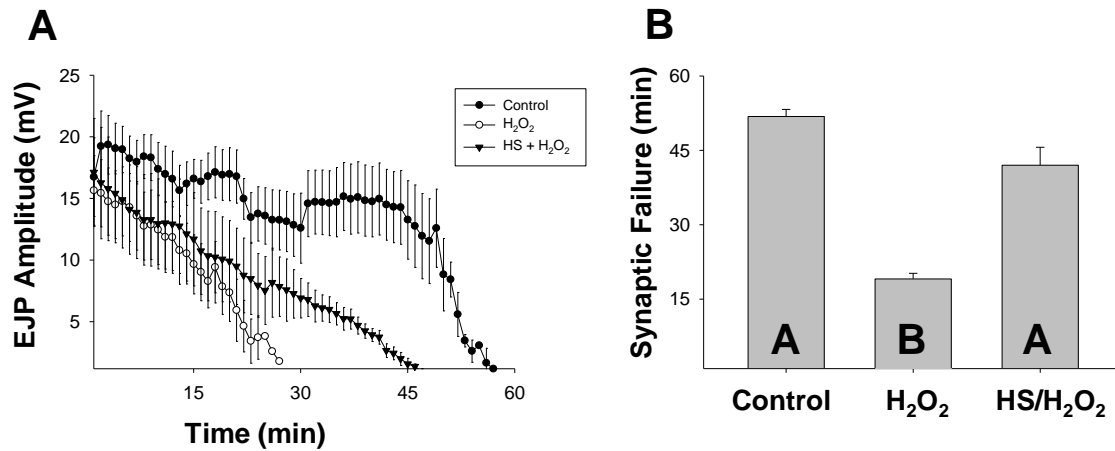 A
EJP Amplitude (mV)
25
20
15
10
5
Control
H₂O₂
HS + H₂O₂
15
30
45
60
Time (min)
B
Synaptic Failure (min)
60
45
30
15
A
B
A
Control
H₂O₂
HS/H₂O₂